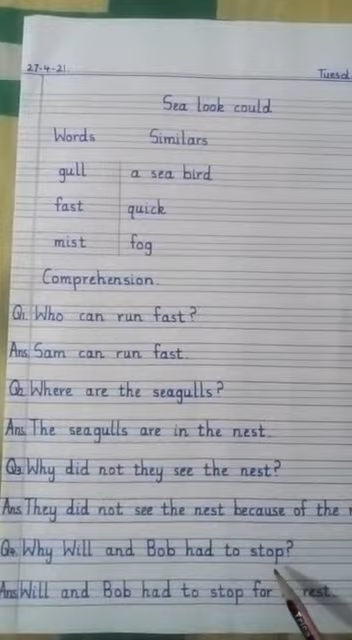 27-4-21. Tuesd
Sea look could
Words Similars
gull a sea bird
fast quick
mist fog
Comprehension.
Q1 Who can run fast?
Ans Sam can run fast.
Q2 Where are the seagulls?
Ans The seagulls are in the nest.
Q3 Why did not they see the nest?
Ans They did not see the nest because of the
Q4 Why Will and Bob had to stop?
Ans Will and Bob had to stop for rest.